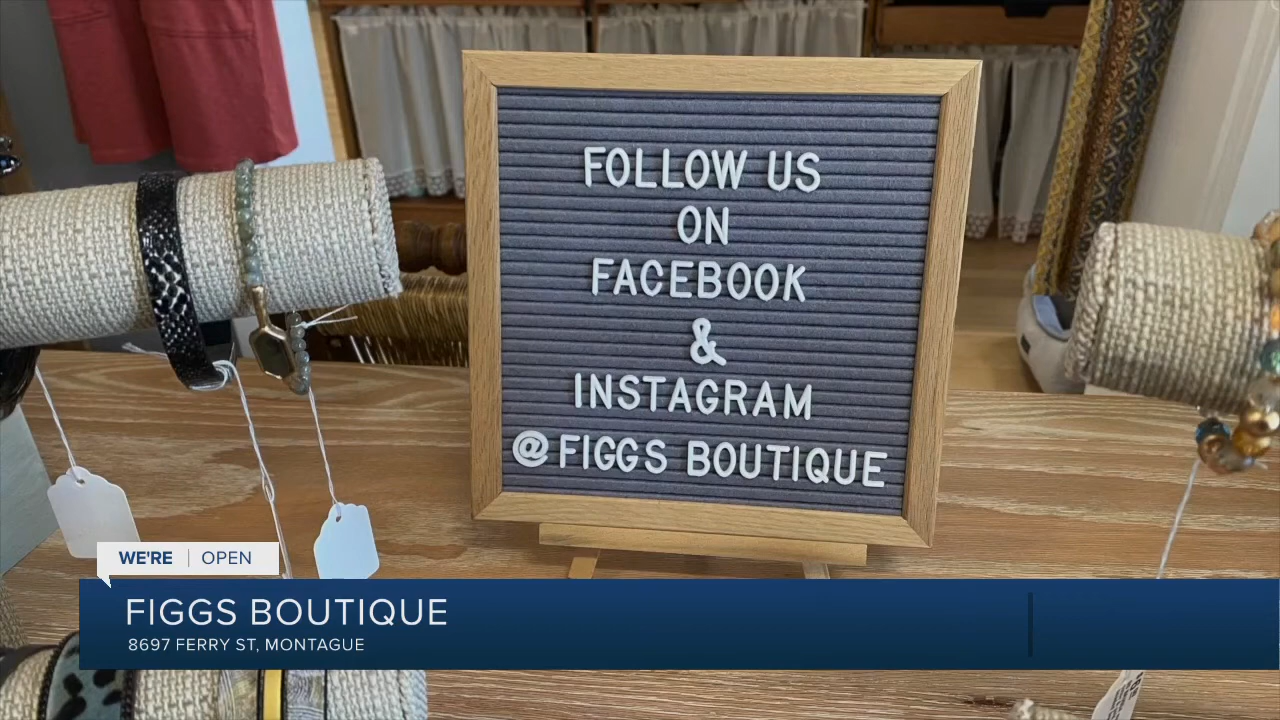 FOLLOW US
ON
FACEBOOK
&
INSTAGRAM
@FIGGS BOUTIQUE
WE'RE | OPEN
FIGGS BOUTIQUE
8697 FERRY ST, MONTAGUE